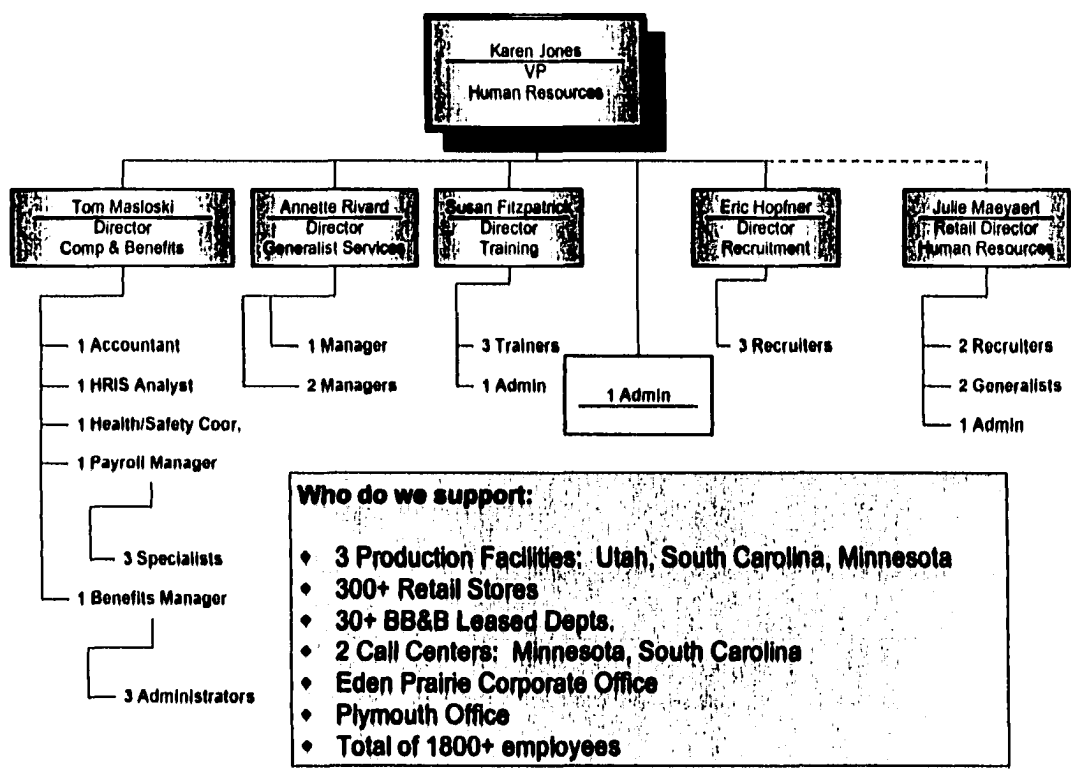 Karen Jones
VP
Human Resources
Tom Masloski
Director
Comp & Benefits
Annette Rivard
Director
Generalist Services
Susan Fitzpatrick
Director
Training
Eric Hopfner
Director
Recruitment
Julie Maeyaert
Retail Director
Human Resources
1 Accountant
1 HRIS Analyst
1 Health/Safety Coor.
1 Payroll Manager
3 Specialists
1 Benefits Manager
3 Administrators
1 Manager
2 Managers
3 Trainers
1 Admin
1 Admin
3 Recruiters
2 Recruiters
2 Generalists
1 Admin
Who do we support:
♦ 3 Production Facilities: Utah, South Carolina, Minnesota
♦ 300+ Retail Stores
♦ 30+ BB&B Leased Depts.
♦ 2 Call Centers: Minnesota, South Carolina
♦ Eden Prairie Corporate Office
♦ Plymouth Office
♦ Total of 1800+ employees